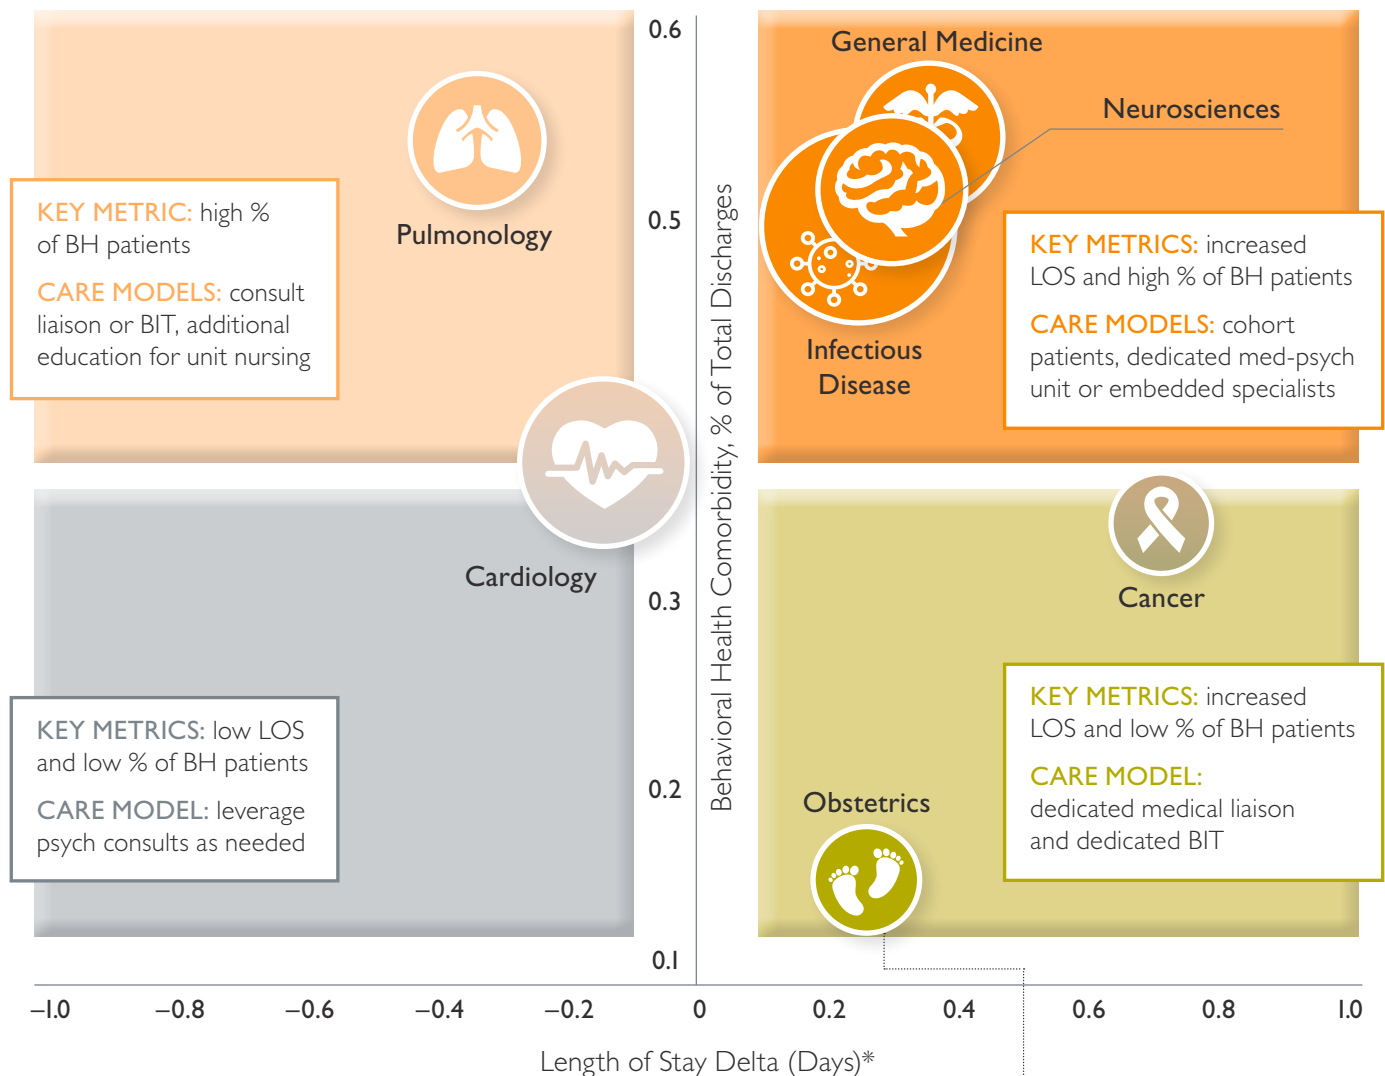 0.6
General Medicine
Neurosciences
KEY METRIC: high %
of BH patients
CARE MODELS: consult
liaison or BIT, additional
education for unit nursing
Pulmonology
0.5
Behavioral Health Comorbidity, % of Total Discharges
Infectious
Disease
KEY METRICS: increased
LOS and high % of BH patients
CARE MODELS: cohort
patients, dedicated med-psych
unit or embedded specialists
Cardiology
0.3
Cancer
KEY METRICS: low LOS
and low % of BH patients
CARE MODEL: leverage
psych consults as needed
0.2
Obstetrics
KEY METRICS: increased
LOS and low % of BH patients
CARE MODEL:
dedicated medical liaison
and dedicated BIT
0.1
–1.0 –0.8 –0.6 –0.4 –0.2 0 0.2 0.4 0.6 0.8 1.0
Length of Stay Delta (Days)*